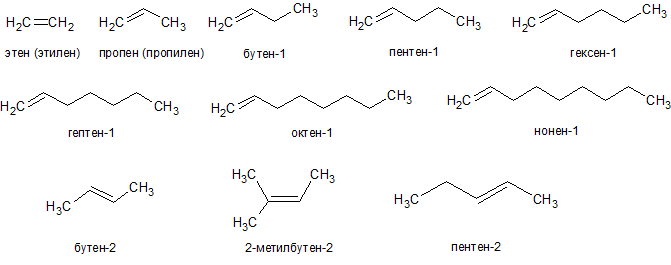 H2C CH2 H2C CH3 H2C CH3 H2C CH3 H2C CH3
этен (этилен) пропен (пропилен) бутен-1 пентен-1 гексен-1
H2C CH3 H2C CH3 H2C CH3
гептен-1 октен-1 нонен-1
H3C CH3 H3C CH3 H3C H3C CH3
бутен-2 2-метилбутен-2 пентен-2